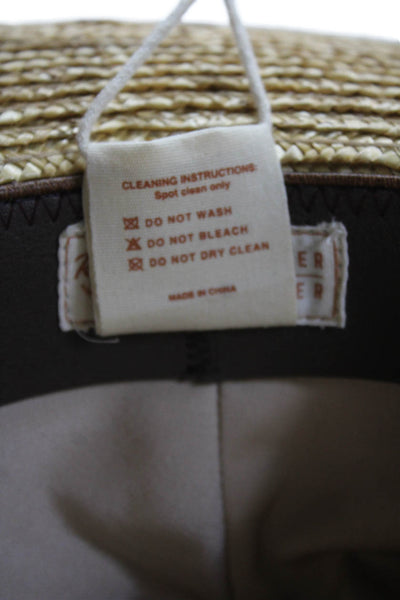 CLEANING INSTRUCTIONS:
Spot clean only
DO NOT WASH
DO NOT BLEACH
DO NOT DRY CLEAN
MADE IN CHINA